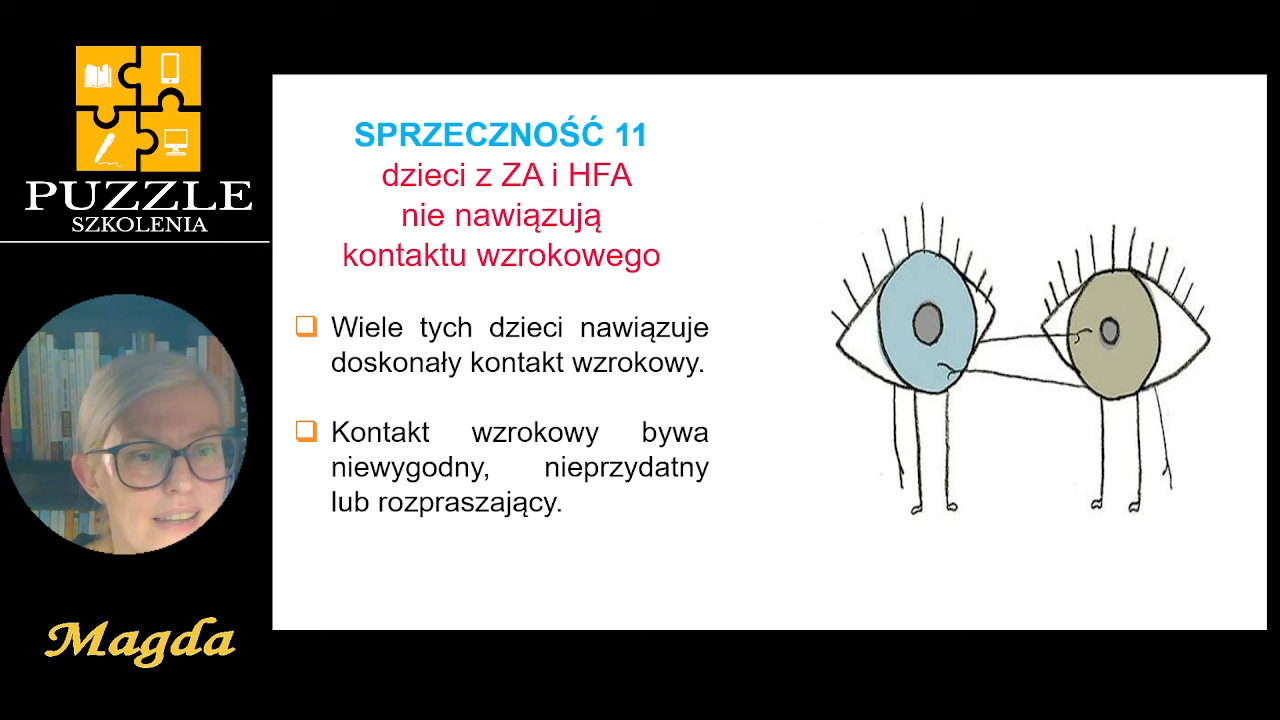 PUZZLE
SZKOLENIA
Magda
SPRZECZNOŚĆ 11
dzieci z ZA i HFA
nie nawiązują
kontaktu wzrokowego
Wiele tych dzieci nawiązuje
doskonały kontakt wzrokowy.
Kontakt wzrokowy bywa
niewygodny, nieprzydatny
lub rozpraszający.